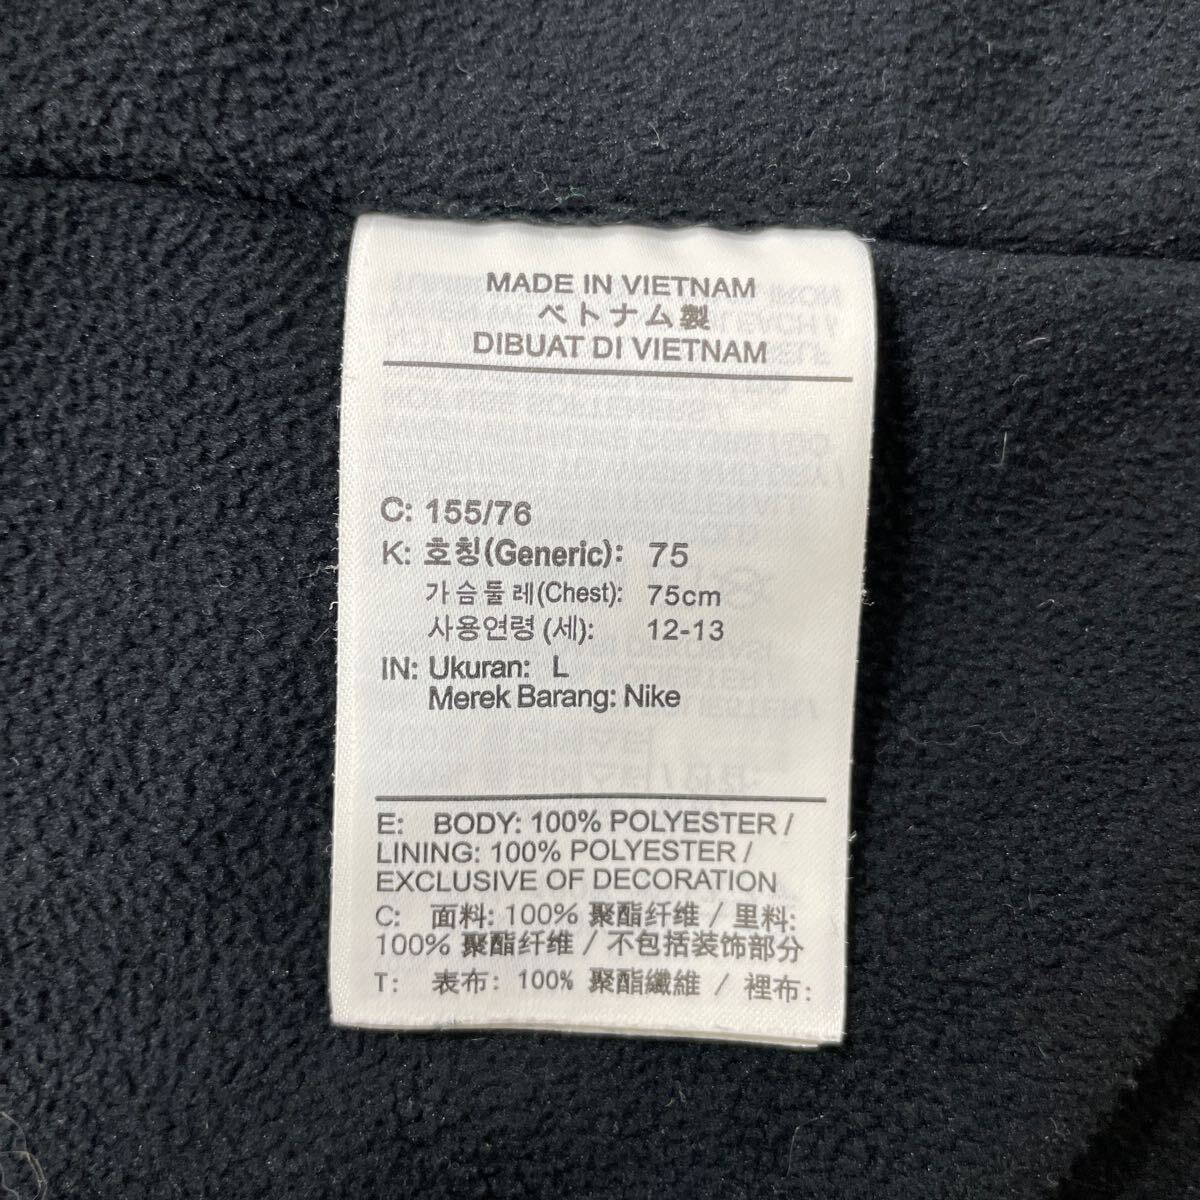 MADE IN VIETNAM
ベトナム製
DIBUAT DI VIETNAM
C: 155/76
K: 호칭(Generic): 75
가슴둘레(Chest): 75cm
사용연령 (세): 12-13
IN: Ukuran: L
Merek Barang: Nike
E: BODY: 100% POLYESTER /
LINING: 100% POLYESTER /
EXCLUSIVE OF DECORATION
C: 面料: 100% 聚酯纤维 / 里料:
100% 聚酯纤维 / 不包括装饰部分
T: 表布: 100% 聚酯纖維 / 裡布: